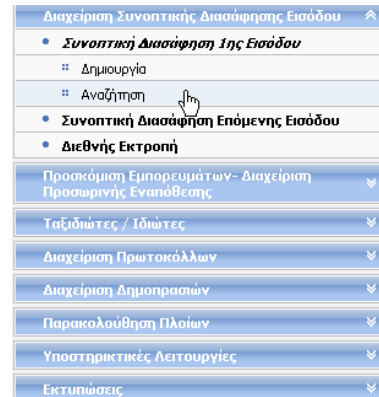 Διαχείριση Συνοπτικής Διασάφησης Εισόδου
Συνοπτική Διασάφηση 1ης Εισόδου
Δημιουργία
Αναζήτηση
Συνοπτική Διασάφηση Επόμενης Εισόδου
Διεθνής Εκτροπή
Προσκόμιση Εμπορευμάτων- Διαχείριση
Προσωρινής Εναπόθεσης
Ταξιδιώτες / Ιδιώτες
Διαχείριση Πρωτοκόλλων
Διαχείριση Δημοπρασιών
Παρακολούθηση Πλοίων
Υποστηρικτικές Λειτουργίες
Εκτυπώσεις